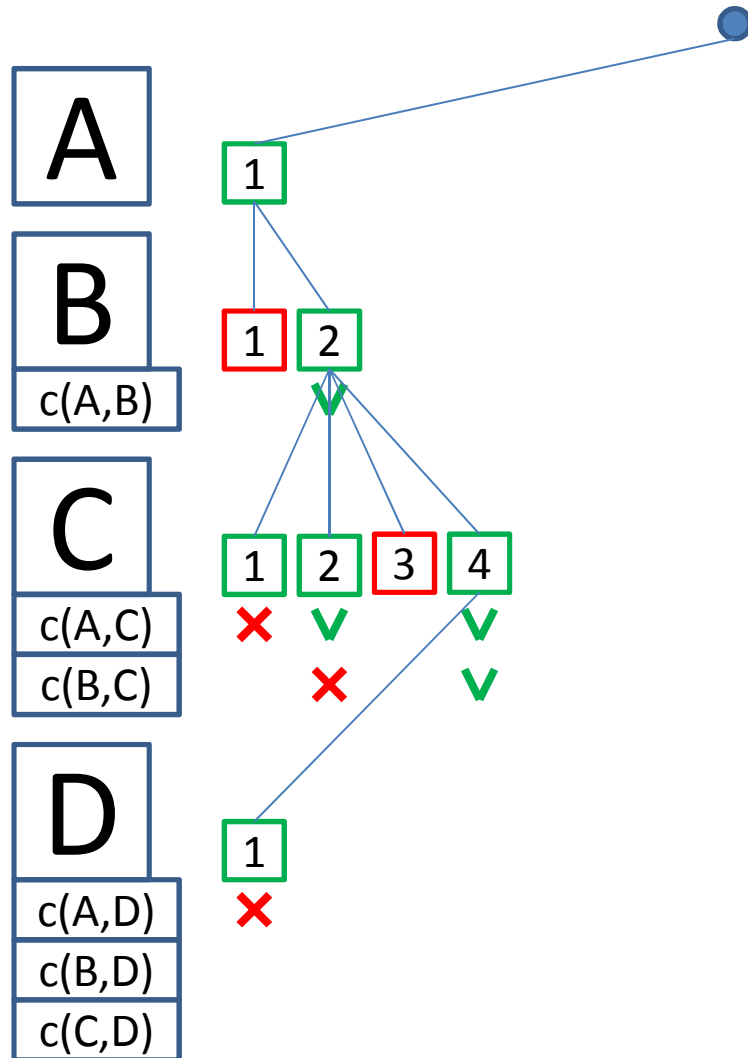 A
1
B
1 2
c(A,B)
C
1 2 3 4
c(A,C)
c(B,C)
D
1
c(A,D)
c(B,D)
c(C,D)